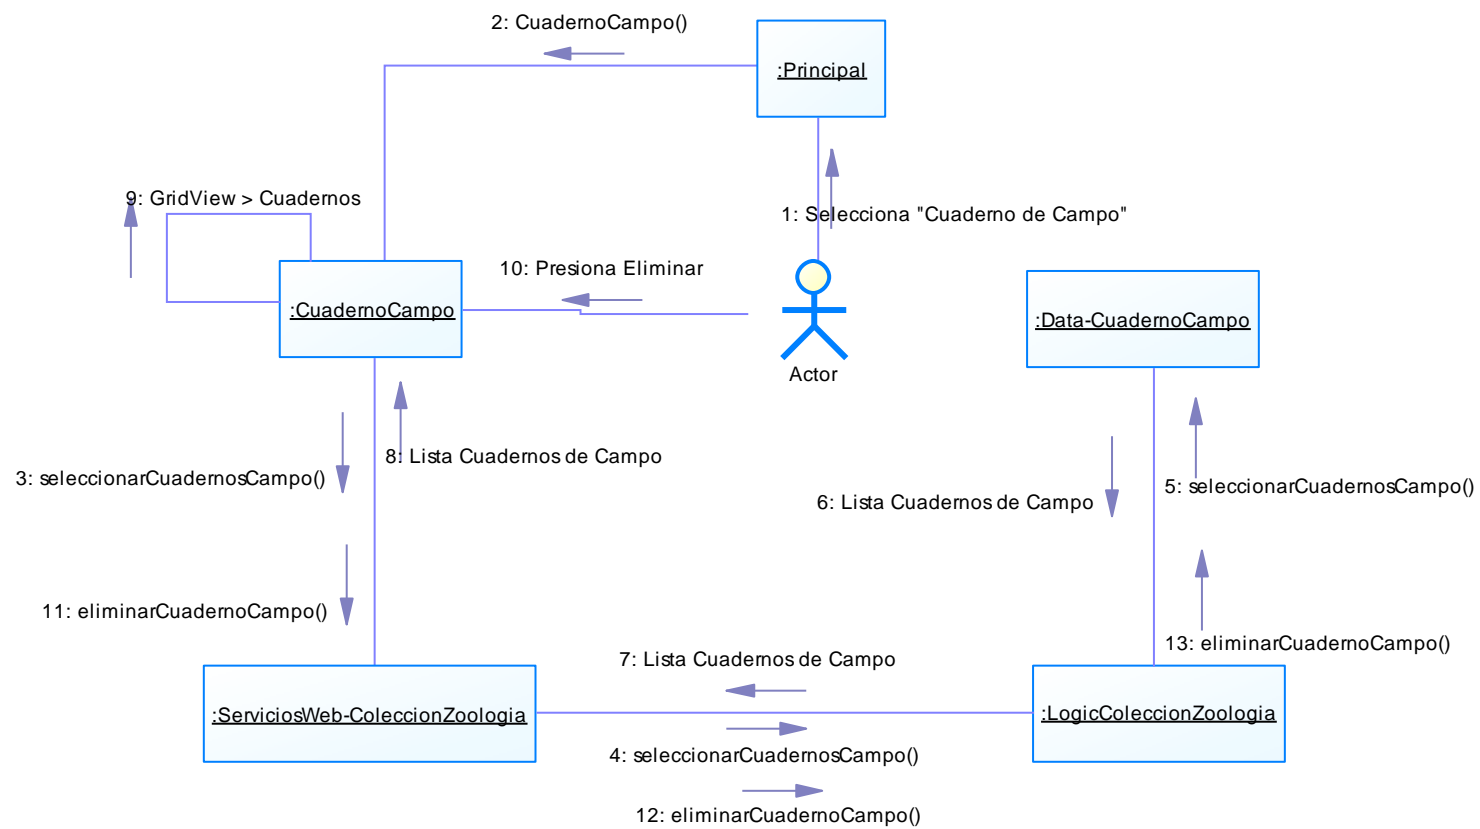 2: CuadernoCampo()
:Principal
9: GridView > Cuadernos
1: Selecciona "Cuaderno de Campo"
10: Presiona Eliminar
:CuadernoCampo
:Data-CuadernoCampo
Actor
8: Lista Cuadernos de Campo
3: seleccionarCuadernosCampo()
5: seleccionarCuadernosCampo()
6: Lista Cuadernos de Campo
11: eliminarCuadernoCampo()
13: eliminarCuadernoCampo()
7: Lista Cuadernos de Campo
:ServiciosWeb-ColeccionZoologia
:LogicColeccionZoologia
4: seleccionarCuadernosCampo()
12: eliminarCuadernoCampo()